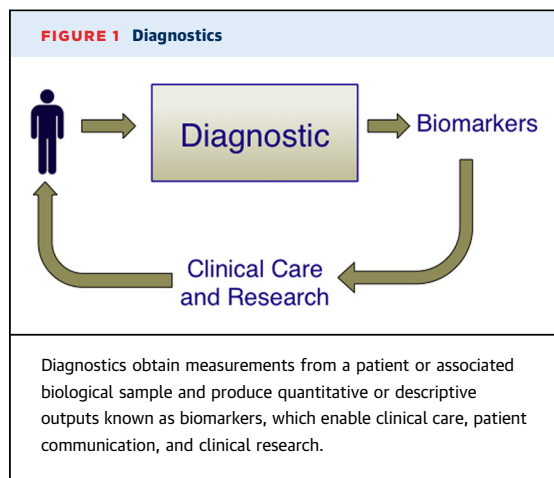 FIGURE 1 Diagnostics
Diagnostic
Biomarkers
Clinical Care
and Research
Diagnostics obtain measurements from a patient or associated
biological sample and produce quantitative or descriptive
outputs known as biomarkers, which enable clinical care, patient
communication, and clinical research.